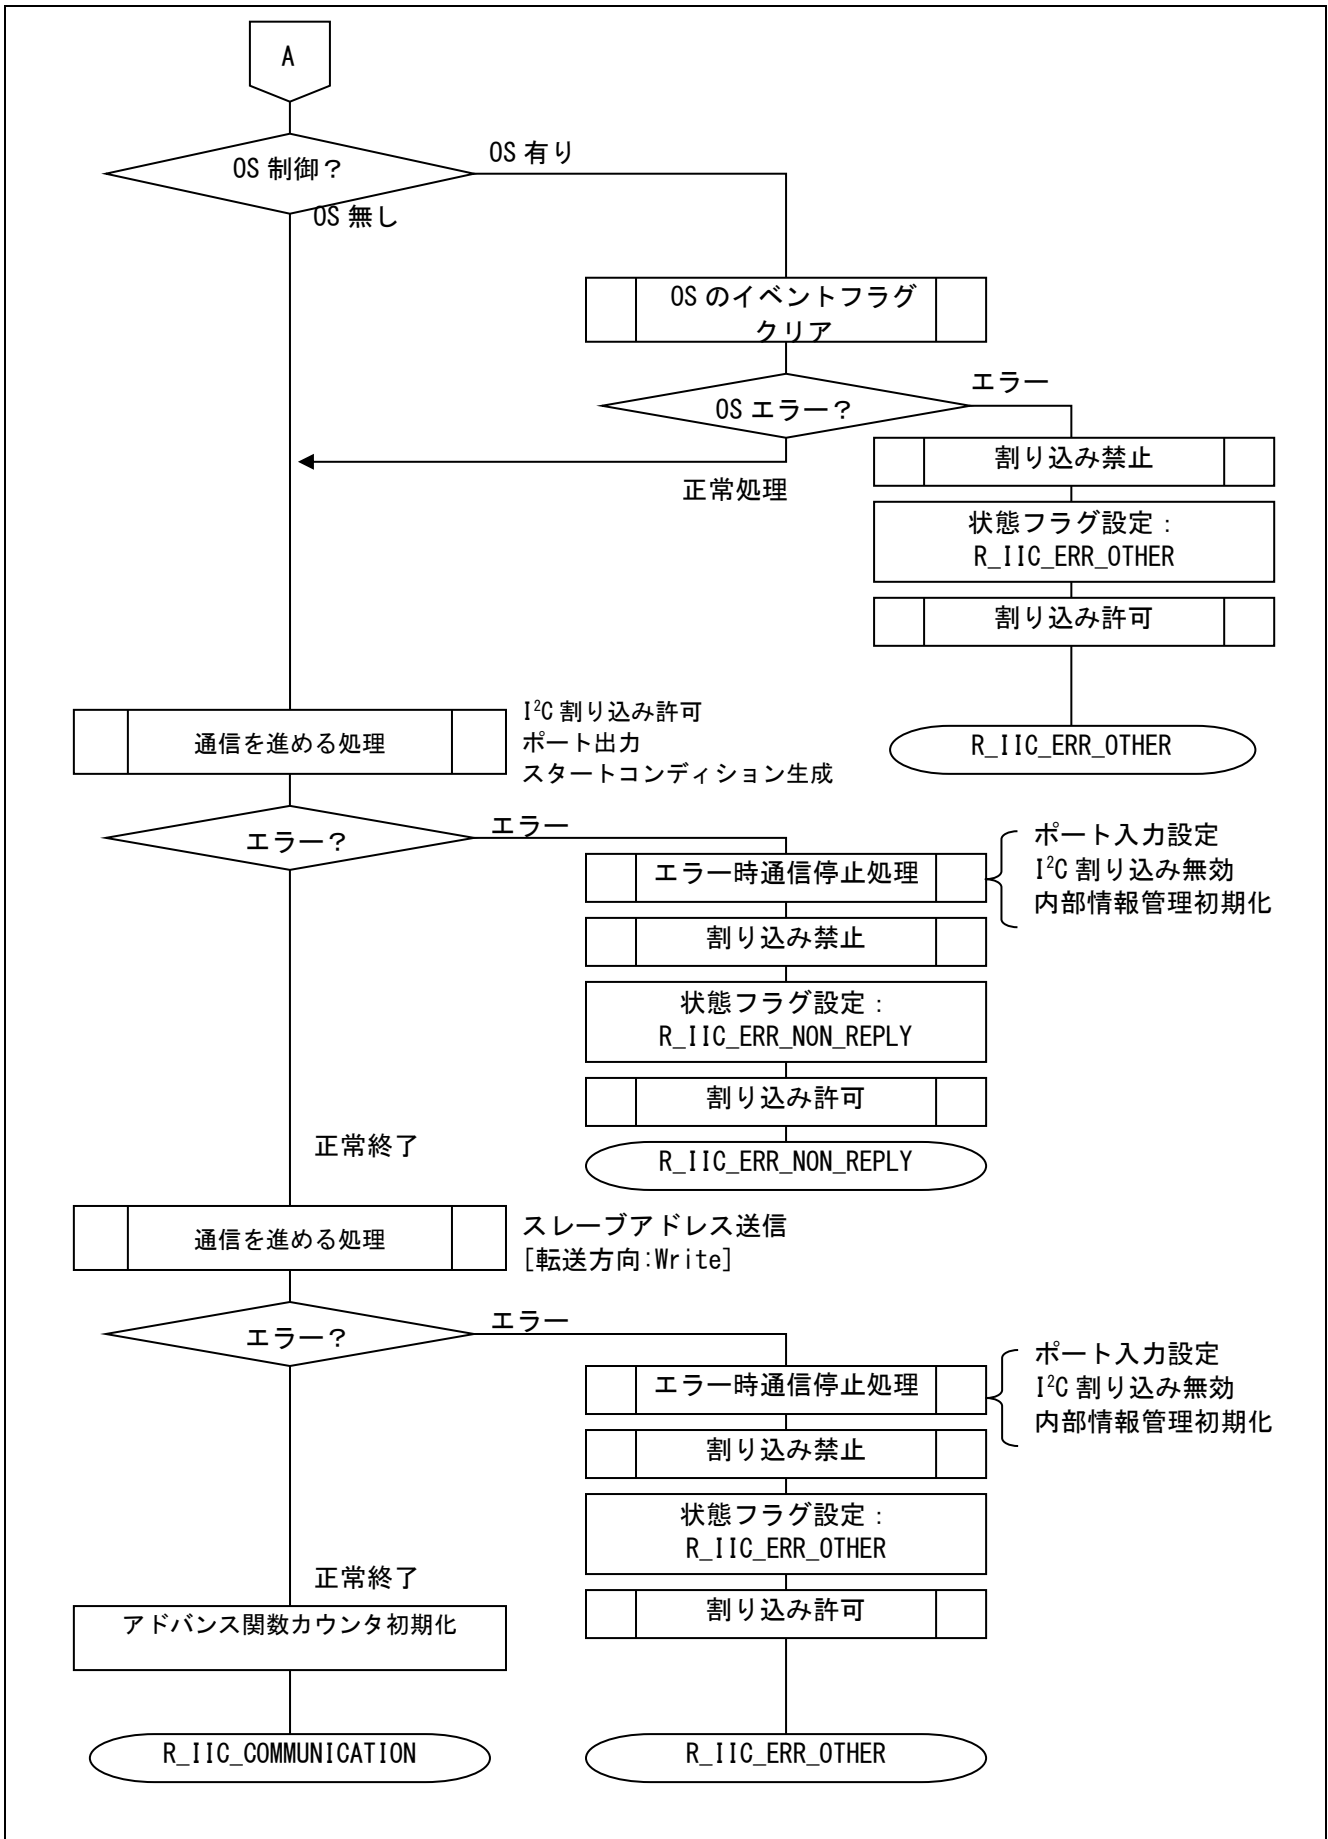 A
OS 制御？
OS 有り
OS 無し
OS のイベントフラグ
クリア
OS エラー？
エラー
正常処理
割り込み禁止
状態フラグ設定：
R_IIC_ERR_OTHER
割り込み許可
R_IIC_ERR_OTHER
通信を進める処理
I²C 割り込み許可
ポート出力
スタートコンディション生成
エラー？
エラー
エラー時通信停止処理
ポート入力設定
I²C 割り込み無効
内部情報管理初期化
割り込み禁止
状態フラグ設定：
R_IIC_ERR_NON_REPLY
割り込み許可
R_IIC_ERR_NON_REPLY
正常終了
通信を進める処理
スレーブアドレス送信
[転送方向:Write]
エラー？
エラー
エラー時通信停止処理
ポート入力設定
I²C 割り込み無効
内部情報管理初期化
割り込み禁止
状態フラグ設定：
R_IIC_ERR_OTHER
割り込み許可
正常終了
アドバンス関数カウンタ初期化
R_IIC_COMMUNICATION
R_IIC_ERR_OTHER